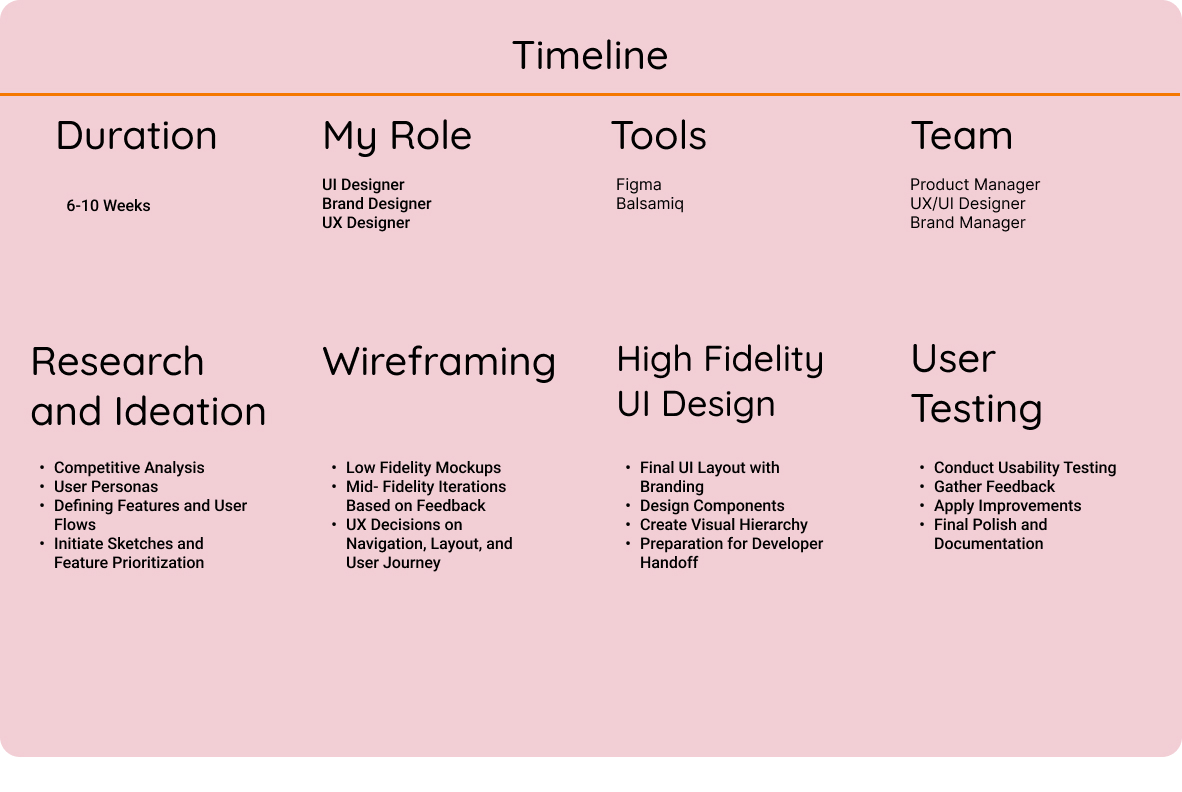 Timeline
Duration
6-10 Weeks
My Role
UI Designer
Brand Designer
UX Designer
Tools
Figma
Balsamiq
Team
Product Manager
UX/UI Designer
Brand Manager
Research
and Ideation
• Competitive Analysis
• User Personas
• Defining Features and User
Flows
• Initiate Sketches and
Feature Prioritization
Wireframing
• Low Fidelity Mockups
• Mid- Fidelity Iterations
Based on Feedback
• UX Decisions on
Navigation, Layout, and
User Journey
High Fidelity
UI Design
• Final UI Layout with
Branding
• Design Components
• Create Visual Hierarchy
• Preparation for Developer
Handoff
User
Testing
• Conduct Usability Testing
• Gather Feedback
• Apply Improvements
• Final Polish and
Documentation